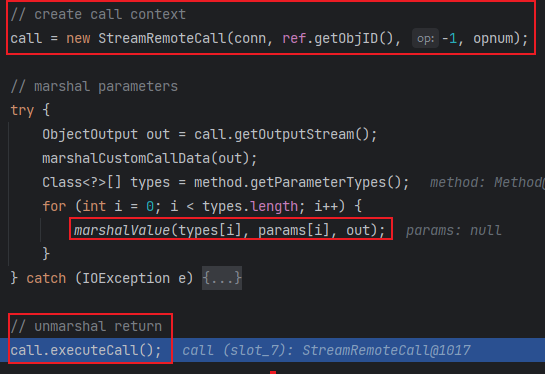 // create call context
call = new StreamRemoteCall(conn, ref.getObjID(), op: -1, opnum);
// marshal parameters
try {
ObjectOutput out = call.getOutputStream();
marshalCustomCallData(out);
Class<?>[] types = method.getParameterTypes();   method: Method@
for (int i = 0; i < types.length; i++) {
marshalValue(types[i], params[i], out);   params: null
}
} catch (IOException e) {...}
// unmarshal return
call.executeCall();   call (slot_7): StreamRemoteCall@1017